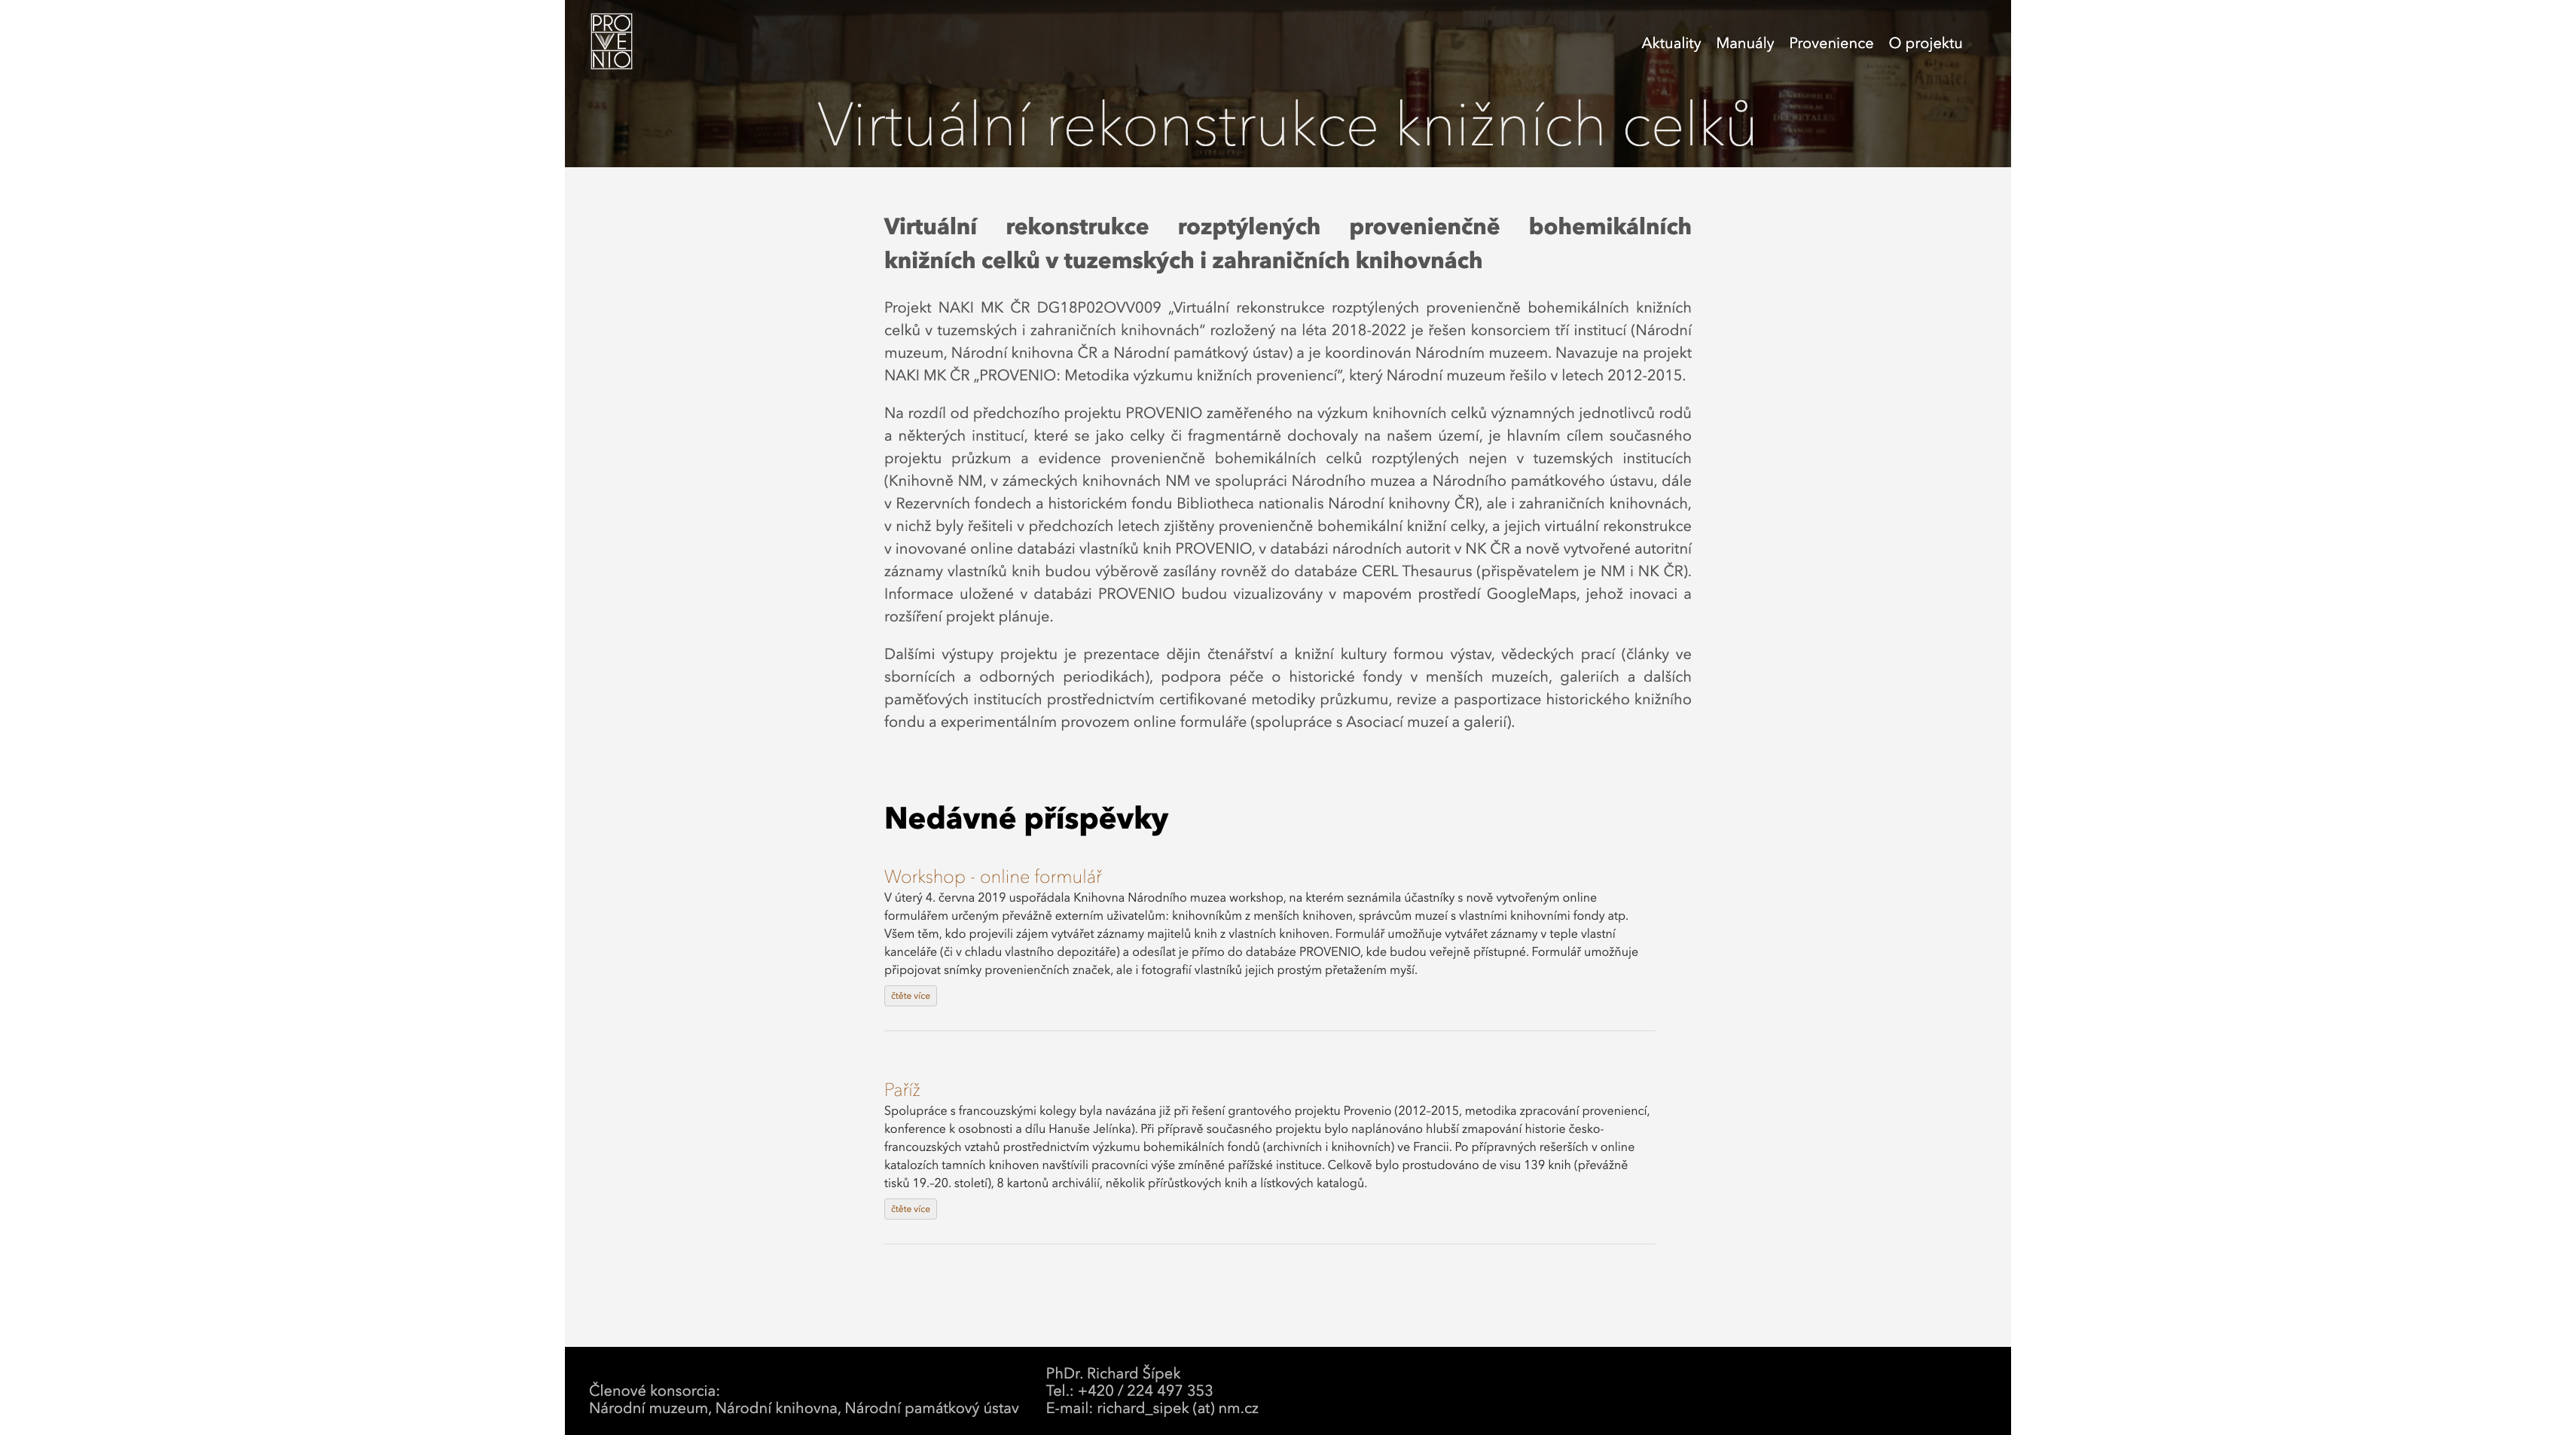 PRO
VE
NIO
Aktuality Manuály Provenience O projektu
Virtuální rekonstrukce knižních celků
Virtuální rekonstrukce rozptýlených provenienčně bohemikálních
knižních celků v tuzemských i zahraničních knihovnách
Projekt NAKI MK ČR DG18P02OVV009 „Virtuální rekonstrukce rozptýlených provenienčně bohemikálních knižních
celků v tuzemských i zahraničních knihovnách“ rozložený na léta 2018-2022 je řešen konsorciem tří institucí (Národní
muzeum, Národní knihovna ČR a Národní památkový ústav) a je koordinován Národním muzeem. Navazuje na projekt
NAKI MK ČR „PROVENIO: Metodika výzkumu knižních proveniencí“, který Národní muzeum řešilo v letech 2012-2015.
Na rozdíl od předchozího projektu PROVENIO zaměřeného na výzkum knihovních celků významných jednotlivců rodů
a některých institucí, které se jako celky či fragmentárně dochovaly na našem území, je hlavním cílem současného
projektu průzkum a evidence provenienčně bohemikálních celků rozptýlených nejen v tuzemských institucích
(Knihovně NM, v zámeckých knihovnách NM ve spolupráci Národního muzea a Národního památkového ústavu, dále
v Rezervních fondech a historickém fondu Bibliotheca nationalis Národní knihovny ČR), ale i zahraničních knihovnách,
v nichž byly řešiteli v předchozích letech zjištěny provenienčně bohemikální knižní celky, a jejich virtuální rekonstrukce
v inovované online databázi vlastníků knih PROVENIO, v databázi národních autorit v NK ČR a nově vytvořené autoritní
záznamy vlastníků knih budou výběrově zasílány rovněž do databáze CERL Thesaurus (přispěvatelem je NM i NK ČR).
Informace uložené v databázi PROVENIO budou vizualizovány v mapovém prostředí GoogleMaps, jehož inovaci a
rozšíření projekt plánuje.
Dalšími výstupy projektu je prezentace dějin čtenářství a knižní kultury formou výstav, vědeckých prací (články ve
sbornících a odborných periodikách), podpora péče o historické fondy v menších muzeích, galeriích a dalších
paměťových institucích prostřednictvím certifikované metodiky průzkumu, revize a pasportizace historického knižního
fondu a experimentálním provozem online formuláře (spolupráce s Asociací muzeí a galerií).
Nedávné příspěvky
Workshop - online formulář
V úterý 4. června 2019 uspořádala Knihovna Národního muzea workshop, na kterém seznámila účastníky s nově vytvořeným online
formulářem určeným převážně externím uživatelům: knihovníkům z menších knihoven, správcům muzeí s vlastními knihovními fondy atp.
Všem těm, kdo projevili zájem vytvářet záznamy majitelů knih z vlastních knihoven. Formulář umožňuje vytvářet záznamy v teple vlastní
kanceláře (či v chladu vlastního depozitáře) a odesílat je přímo do databáze PROVENIO, kde budou veřejně přístupné. Formulář umožňuje
připojovat snímky provenienčních značek, ale i fotografií vlastníků jejich prostým přetažením myší.
čtěte více
Paříž
Spolupráce s francouzskými kolegy byla navázána již při řešení grantového projektu Provenio (2012–2015, metodika zpracování proveniencí,
konference k osobnosti a dílu Hanuše Jelínka). Při přípravě současného projektu bylo naplánováno hlubší zmapování historie česko-
francouzských vztahů prostřednictvím výzkumu bohemikálních fondů (archivních i knihovních) ve Francii. Po přípravných rešerších v online
katalozích tamních knihoven navštívili pracovníci výše zmíněné pařížské instituce. Celkově bylo prostudováno de visu 139 knih (převážně
tisků 19.–20. století), 8 kartonů archiválií, několik přírůstkových knih a lístkových katalogů.
čtěte více
Členové konsorcia:
Národní muzeum, Národní knihovna, Národní památkový ústav
PhDr. Richard Šípek
Tel.: +420 / 224 497 353
E-mail: richard_sipek (at) nm.cz